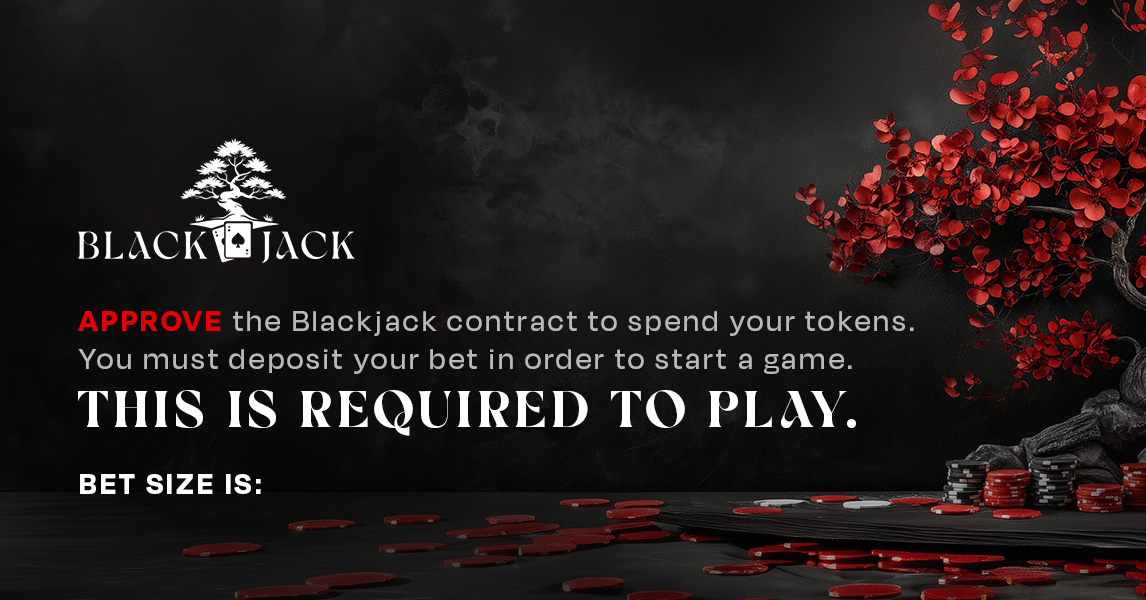 BLACK JACK
APPROVE the Blackjack contract to spend your tokens.
You must deposit your bet in order to start a game.
THIS IS REQUIRED TO PLAY.
BET SIZE IS: